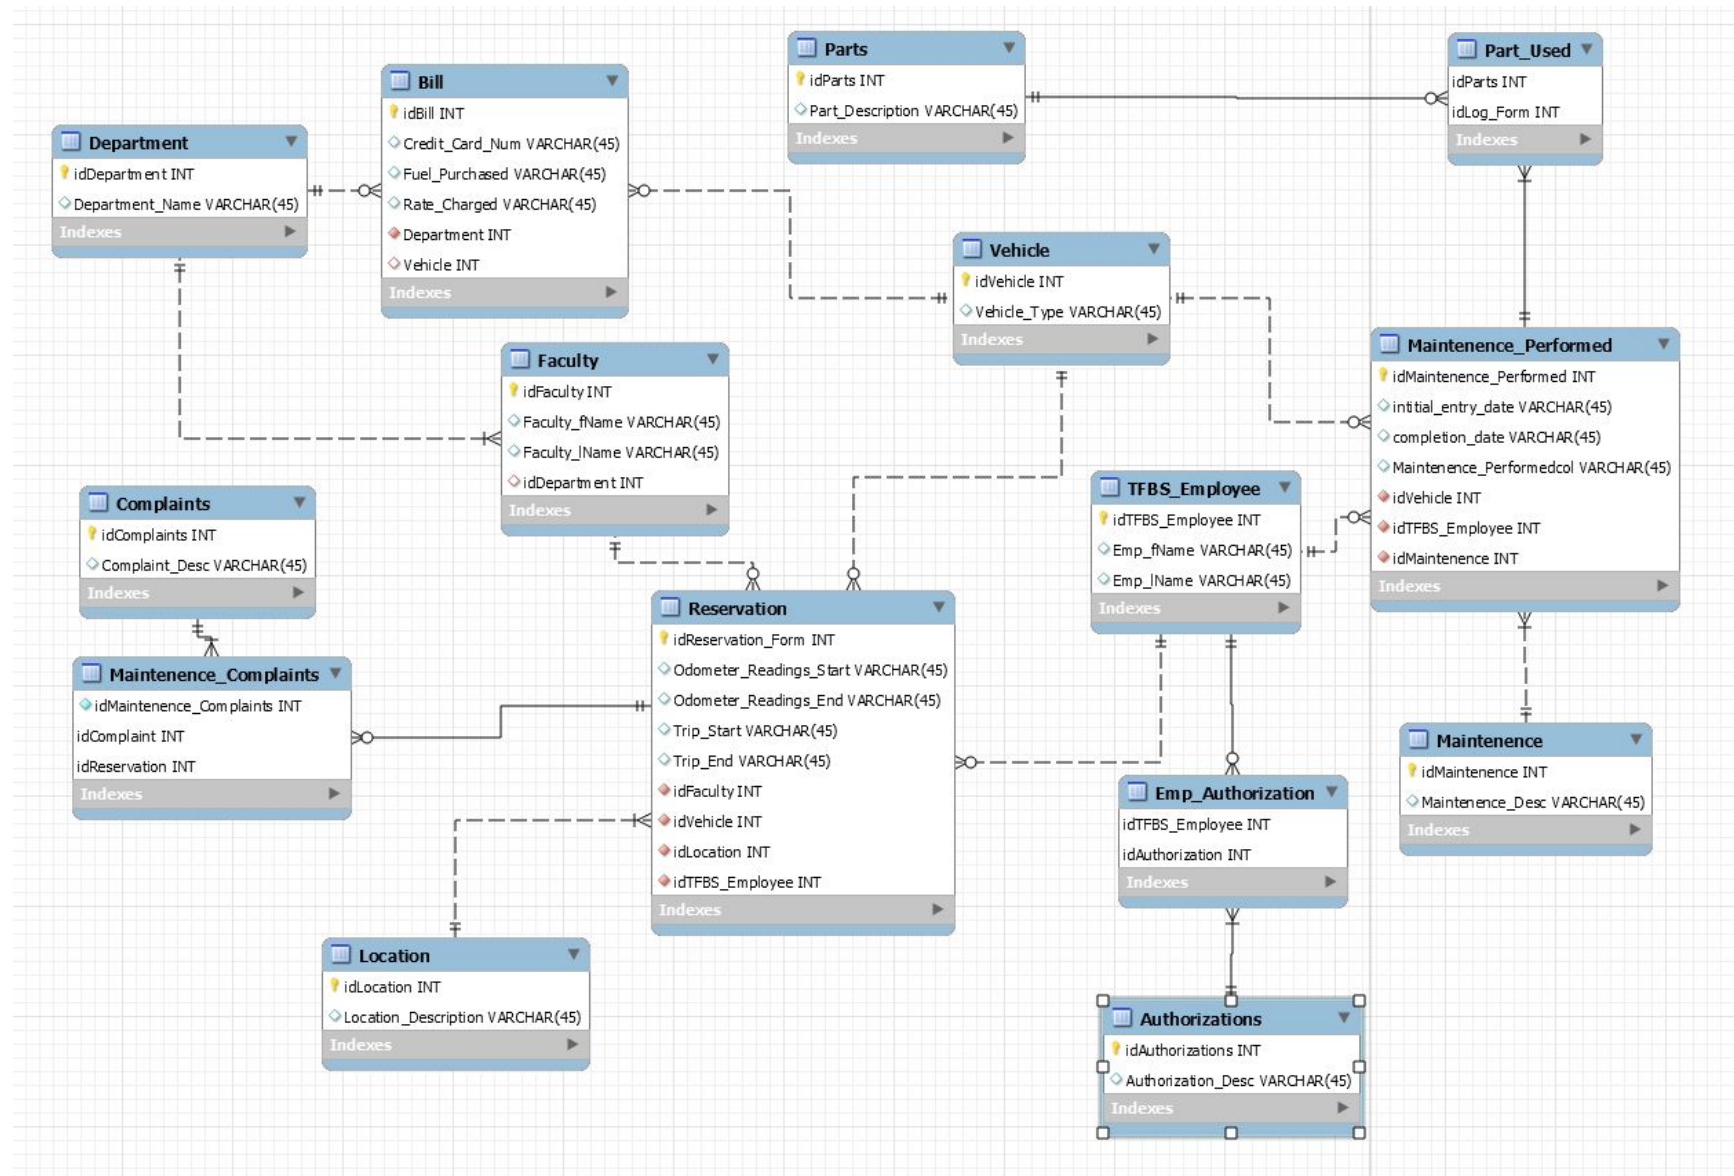 Parts
idParts INT
Part_Description VARCHAR(45)
Indexes
Part_Used
idParts INT
idLog_Form INT
Indexes
Bill
idBill INT
Credit_Card_Num VARCHAR(45)
Fuel_Purchased VARCHAR(45)
Rate_Charged VARCHAR(45)
Department INT
Vehicle INT
Indexes
Department
idDepartment INT
Department_Name VARCHAR(45)
Indexes
Vehicle
idVehicle INT
Vehicle_Type VARCHAR(45)
Indexes
Maintenence_Performed
idMaintenence_Performed INT
intitial_entry_date VARCHAR(45)
completion_date VARCHAR(45)
Maintenence_Performedcol VARCHAR(45)
idVehicle INT
idTFBS_Employee INT
idMaintenence INT
Indexes
Faculty
idFaculty INT
Faculty_fName VARCHAR(45)
Faculty_lName VARCHAR(45)
idDepartment INT
Indexes
TFBS_Employee
idTFBS_Employee INT
Emp_fName VARCHAR(45)
Emp_lName VARCHAR(45)
Indexes
Complaints
idComplaints INT
Complaint_Desc VARCHAR(45)
Indexes
Reservation
idReservation_Form INT
Odometer_Readings_Start VARCHAR(45)
Odometer_Readings_End VARCHAR(45)
Trip_Start VARCHAR(45)
Trip_End VARCHAR(45)
idFaculty INT
idVehicle INT
idLocation INT
idTFBS_Employee INT
Indexes
Maintenence_Complaints
idMaintenence_Complaints INT
idComplaint INT
idReservation INT
Indexes
Maintenence
idMaintenence INT
Maintenence_Desc VARCHAR(45)
Indexes
Emp_Authorization
idTFBS_Employee INT
idAuthorization INT
Indexes
Location
idLocation INT
Location_Description VARCHAR(45)
Indexes
Authorizations
idAuthorizations INT
Authorization_Desc VARCHAR(45)
Indexes